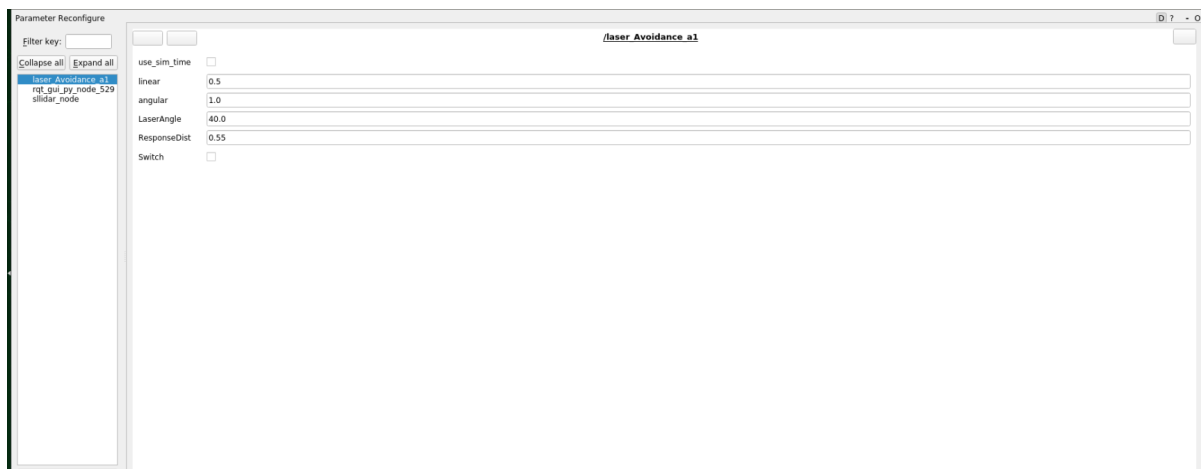 Parameter Reconfigure
D ? - O
Filter key:
Collapse all Expand all
laser_Avoidance_a1
rqt_gui_py_node_529
sllidar_node
/laser_Avoidance_a1
use_sim_time
linear 0.5
angular 1.0
LaserAngle 40.0
ResponseDist 0.55
Switch